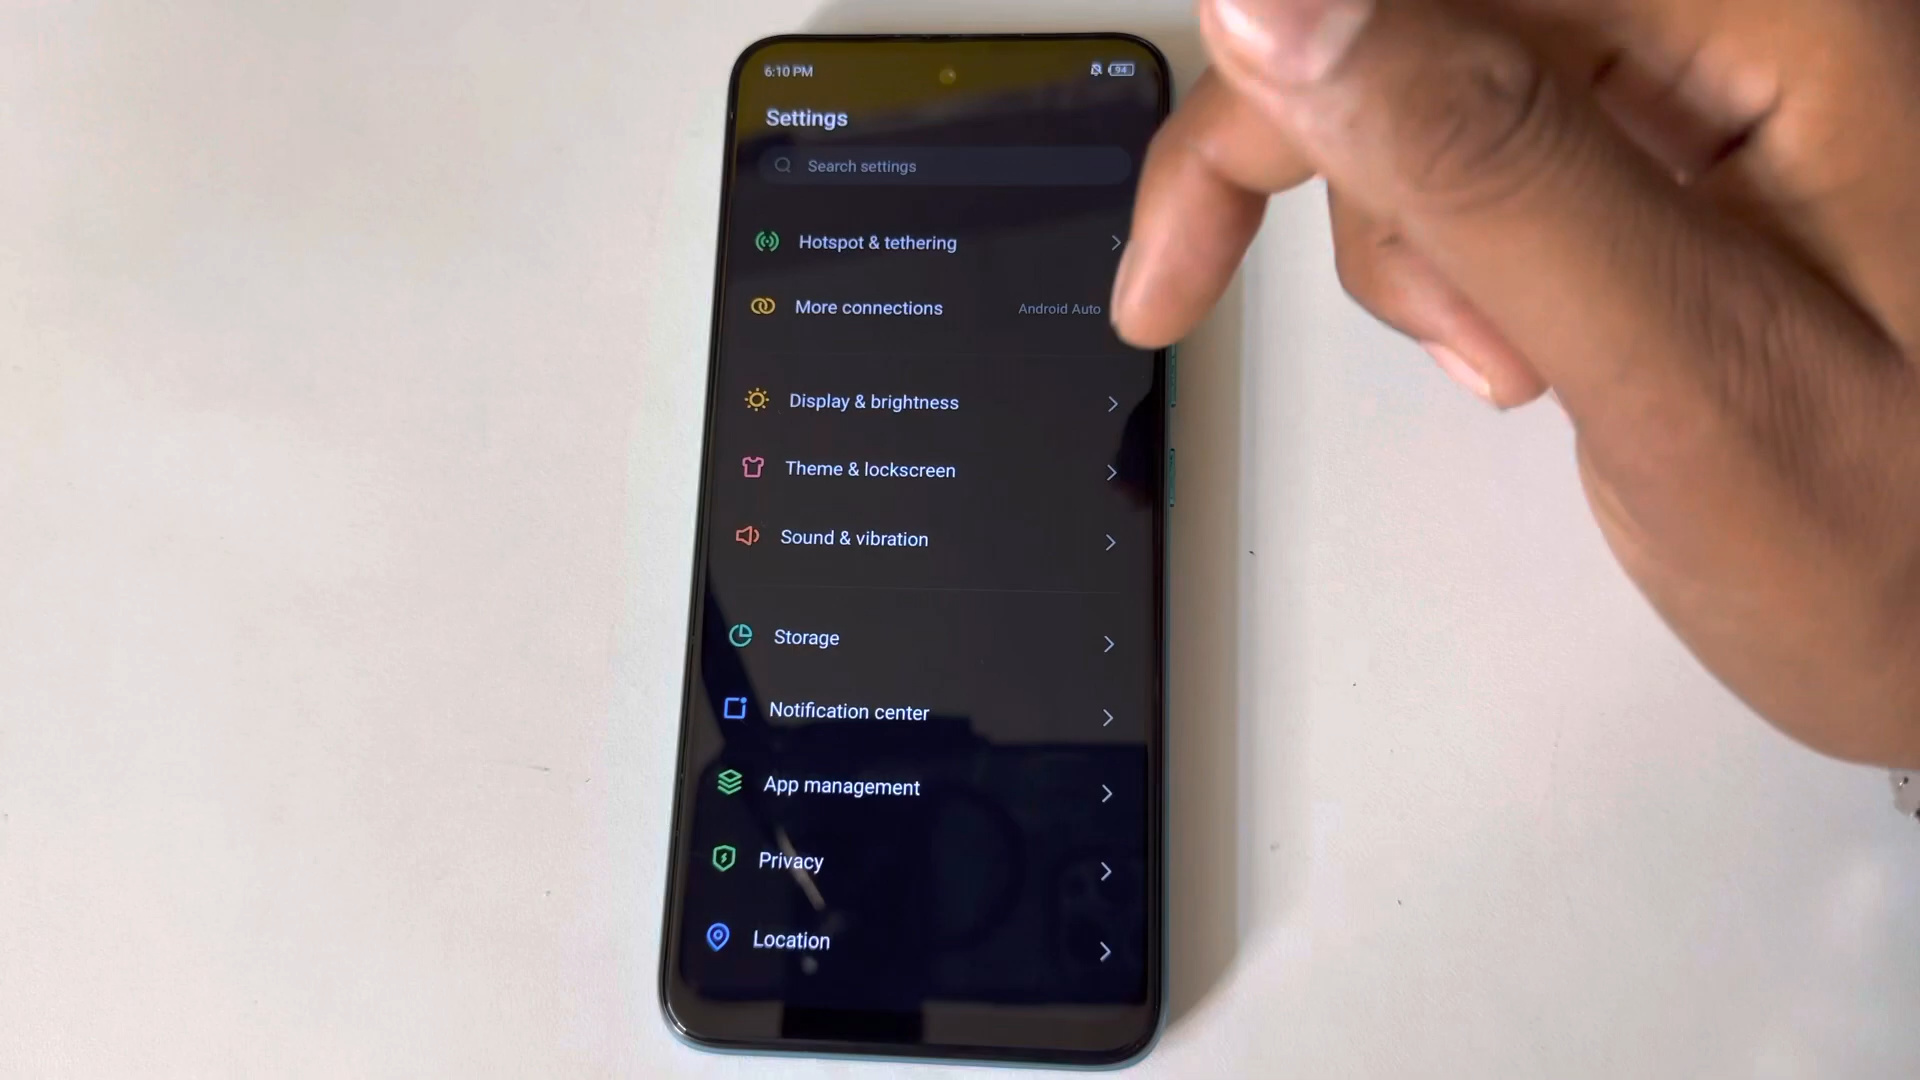 6:10 PM
94
Settings
Search settings
Hotspot & tethering
More connections
Android Auto
Display & brightness
Theme & lockscreen
Sound & vibration
Storage
Notification center
App management
Privacy
Location